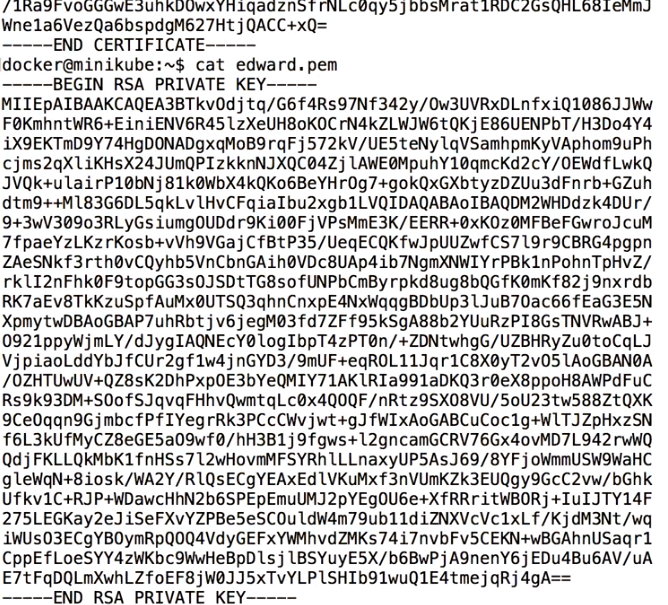 /1Ra9FvoGGGwE3uhkDOwxYHiqadznSfrNLc0qy5jbbsMrat1RDC2GsQHL68IeMmJ
Wne1a6VezQa6bspdgM627HtjQACC+xQ=
-----END CERTIFICATE-----
docker@minikube:~$ cat edward.pem
-----BEGIN RSA PRIVATE KEY-----
MIIEpAIBAAKCAQEA3BTkvOdjtq/G6f4Rs97Nf342y/Ow3UVRxDLnfxiQ1086JJWw
F0KmhntWR6+EiniENV6R45lzXeUH8oKOCrN4kZLWJW6tQKjE86UENPbT/H3Do4Y4
iX9EKTmD9Y74HgDONADgxqMoB9rqFj572kV/UE5teNylqVSamhpmKyVAphom9uPh
cjms2qXliKHsX24JUmQPIzkknNJXQC04ZjlAWE0MpuhY10qmcKd2cY/OEWdfLwkQ
JVQk+ulairP10bNj81k0WbX4kQKo6BeYHrOg7+gokQxGXbtyzDZUu3dFnrb+GZuh
dtm9++Ml83G6DL5qkLvlHvCFqiaIbu2xgb1LVQIDAQABAoIBAQDM2WHDdzk4DUr/
9+3wV309o3RLyGsiumgOUDdr9Ki00FjVPsMmE3K/EERR+0xKOz0MFBeFGwroJcuM
7fpaeYzLKzrKosb+vVh9VGajCfBtP35/UeqECQKfwJpUUZwfCS7l9r9CBRG4pgpn
ZAeSNkf3rth0vCQyhb5VnCbnGAih0VDc8UAp4ib7NgmXNWIYrPBk1nPohnTpHvZ/
rklI2nFhk0F9topGG3sOJSDtTG8sofUNPbCmByrpkd8ug8bQGfK0mKf82j9nxrdb
RK7aEv8TkKzuSpfAuMx0UTSQ3qhnCnxpE4NxWqqgBDbUp3lJuB7Oac66fEaG3E5N
XpmytwDBAoGBAP7uhRbtjv6jegM03fd7ZFf95kSgA88b2YUuRzPI8GsTNVRwABJ+
O921ppyWjmLY/dJygIAQNEcY0logIbpT4zPT0n/+ZDNtwhgG/UZBHRyZu0toCqLJ
VjpiaoLddYbJfCUr2gf1w4jnGYD3/9mUF+eqROL11Jqr1C8X0yT2vO5lAoGBAN0A
/OZHTUwUV+QZ8sK2DhPxpOE3bYeQMIY71AKlRIa991aDKQ3r0eX8ppoH8AWPdFuC
Rs9k93DM+SOofSJqvqFHhvQwmtqLc0x4QOQF/nRtz9SXO8VU/5oU23tw588ZtQXK
9CeOqqn9GjmbcfPfIYegrRk3PCcCWvjwt+gJfWIxAoGABCuCoc1g+WlTJZpHxzSN
f6L3kUfMyCZ8eGE5aO9wf0/hH3B1j9fgws+l2gncamGCRV76Gx4ovMD7L942rwWQ
QdjFKLLQkMbK1fnHSs7l2wHovmMFSYRhlLLnaxyUP5AsJ69/8YFjoWmmUSW9WaHC
gleWqN+8iosk/WA2Y/RlQsECgYEAxEdlVKuMxf3nVUmKZk3EUQgy9GcC2vw/bGhk
Ufkv1C+RJP+WDawcHhN2b6SPEpEmuUMJ2pYEgOU6e+XfRRritWBORj+IuIJTY14F
275LEGKay2eJiSeFXvYZPBe5eSCOuldW4m79ub11diZNXVcVc1xLf/KjdM3Nt/wq
iWUsO3ECgYBOymRpQOQ4VdyGEFxYWMhvdZMKs74i7nvbFv5CEKN+wBGAhnUSaqr1
CppEfLoeSYY4zWKbc9WwHeBpDlsjlBSYuyE5X/b6BwPjA9nenY6jEDu4Bu6AV/uA
E7tFqDQLmXwhLZfoEF8jW0JJ5xTvYLPlSHIb91wuQ1E4tmejqRj4gA==
-----END RSA PRIVATE KEY-----